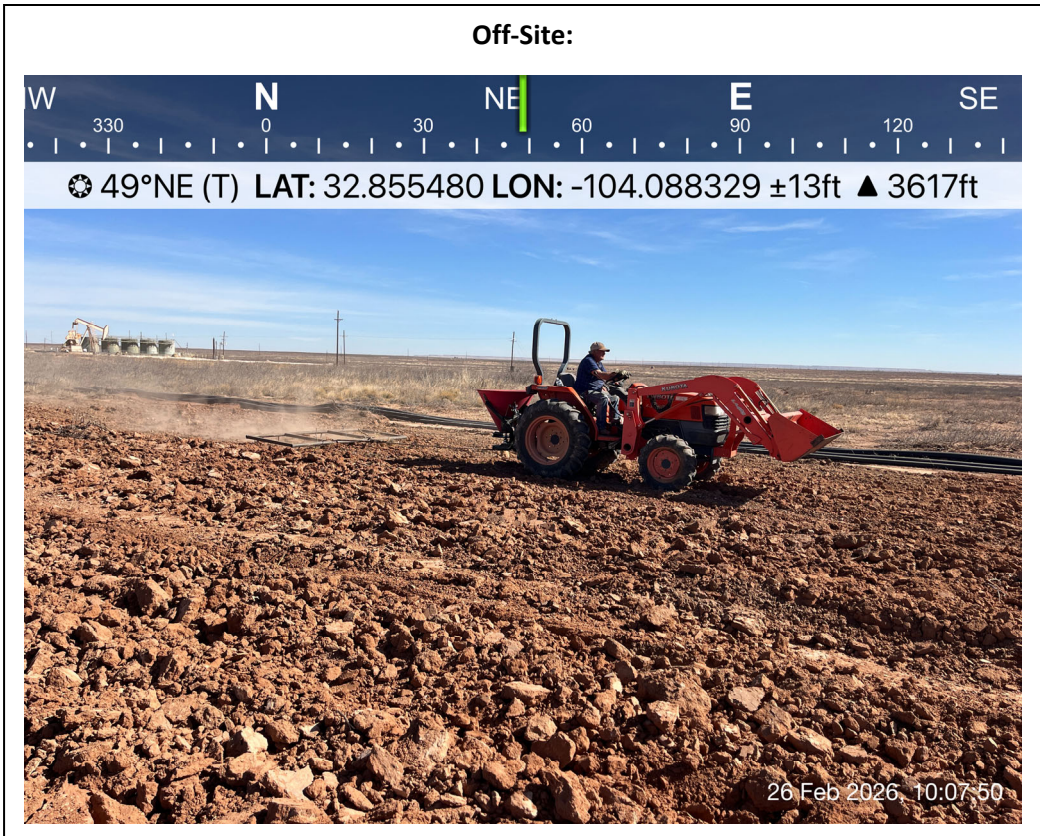 Off-Site:
W N NE E SE
330 0 30 60 90 120
49°NE (T) LAT: 32.855480 LON: -104.088329 ±13ft ▲ 3617ft
KUBOTA
26 Feb 2026, 10:07:50